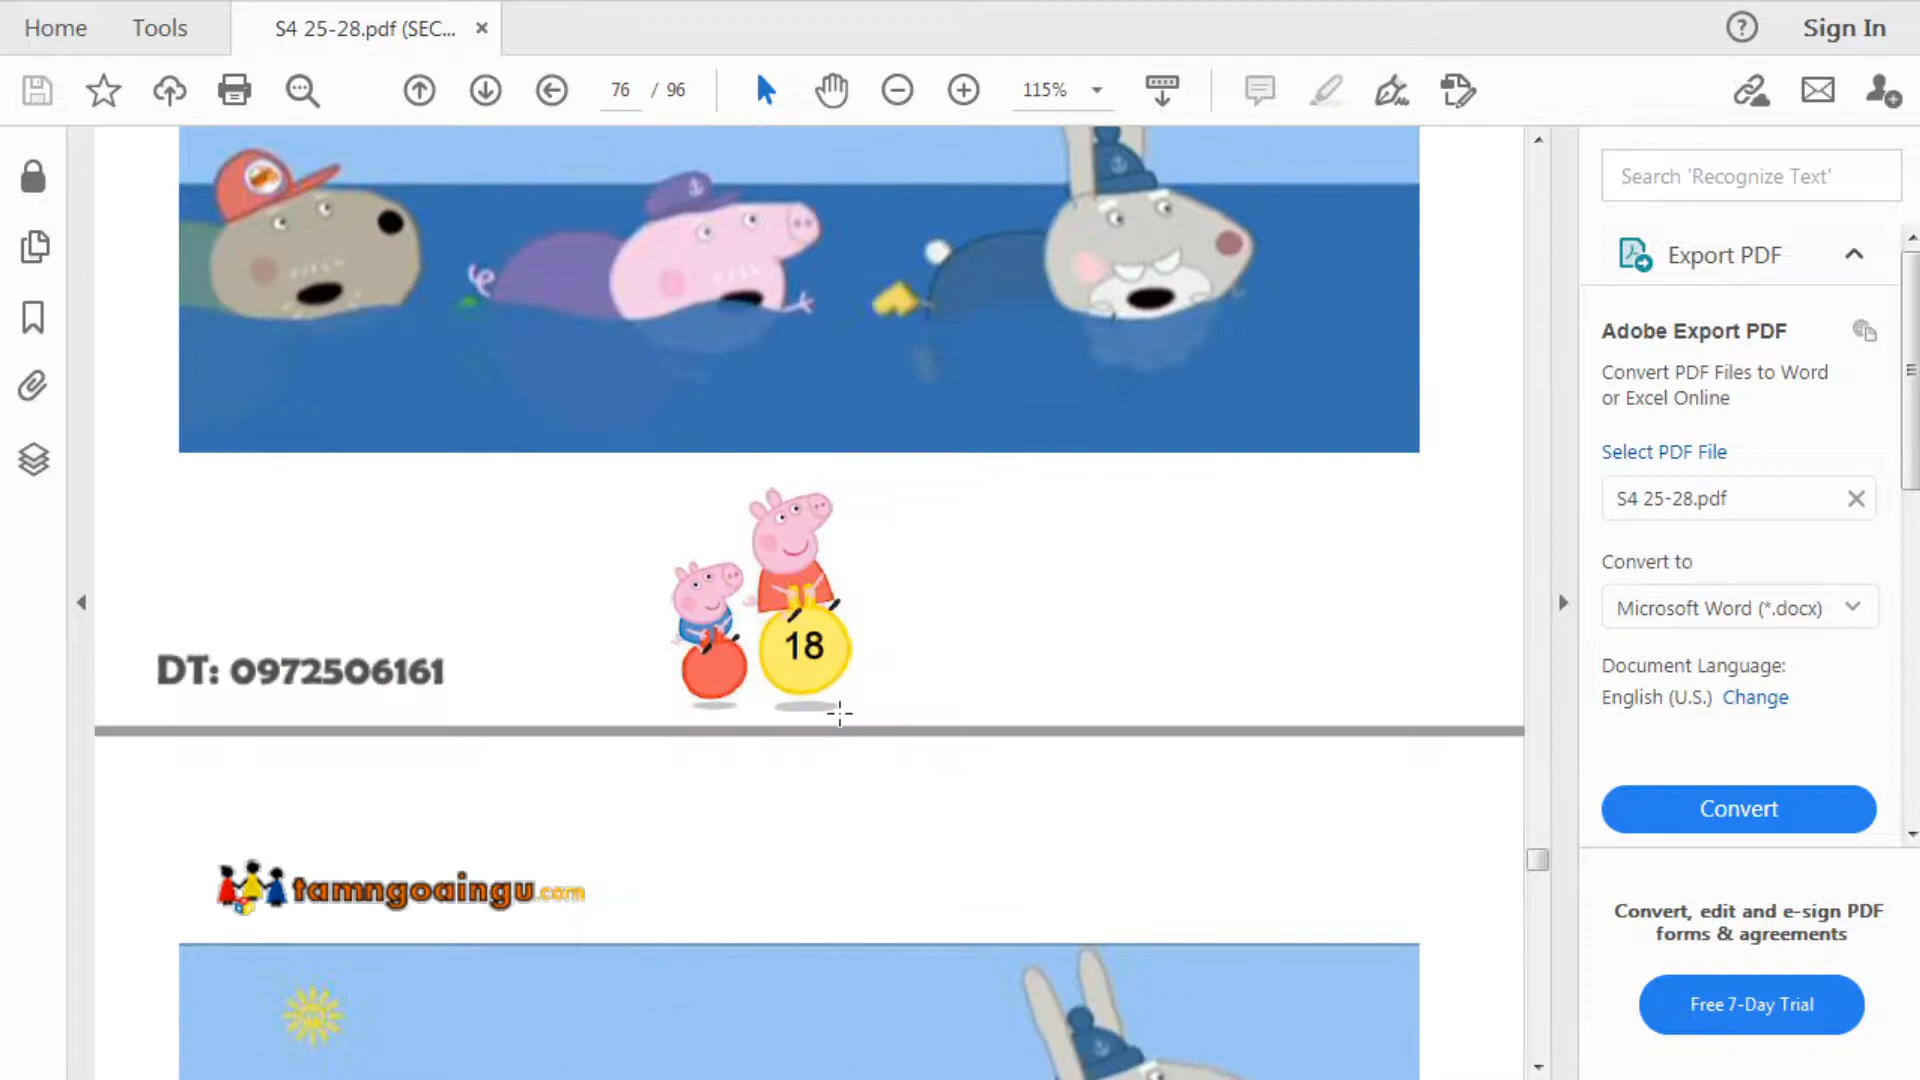 Home Tools S4 25-28.pdf (SEC... Sign In
76 / 96 115%
Search 'Recognize Text'
Export PDF
Adobe Export PDF
Convert PDF Files to Word
or Excel Online
Select PDF File
S4 25-28.pdf
Convert to
Microsoft Word (*.docx)
Document Language:
English (U.S.) Change
Convert
Convert, edit and e-sign PDF
forms & agreements
Free 7-Day Trial
18
DT: 0972506161
tamngoaingu.com